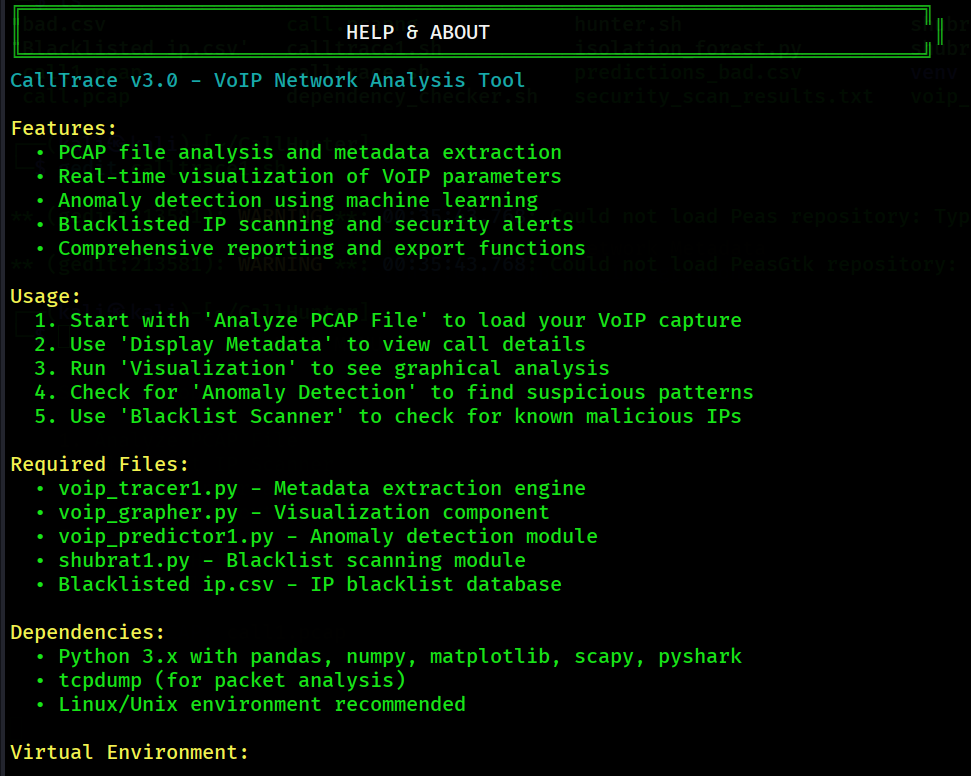 HELP & ABOUT
CallTrace v3.0 - VoIP Network Analysis Tool
Features:
• PCAP file analysis and metadata extraction
• Real-time visualization of VoIP parameters
• Anomaly detection using machine learning
• Blacklisted IP scanning and security alerts
• Comprehensive reporting and export functions
Usage:
1. Start with 'Analyze PCAP File' to load your VoIP capture
2. Use 'Display Metadata' to view call details
3. Run 'Visualization' to see graphical analysis
4. Check for 'Anomaly Detection' to find suspicious patterns
5. Use 'Blacklist Scanner' to check for known malicious IPs
Required Files:
• voip_tracer1.py - Metadata extraction engine
• voip_grapher.py - Visualization component
• voip_predictor1.py - Anomaly detection module
• shubrat1.py - Blacklist scanning module
• Blacklisted ip.csv - IP blacklist database
Dependencies:
• Python 3.x with pandas, numpy, matplotlib, scapy, pyshark
• tcpdump (for packet analysis)
• Linux/Unix environment recommended
Virtual Environment: